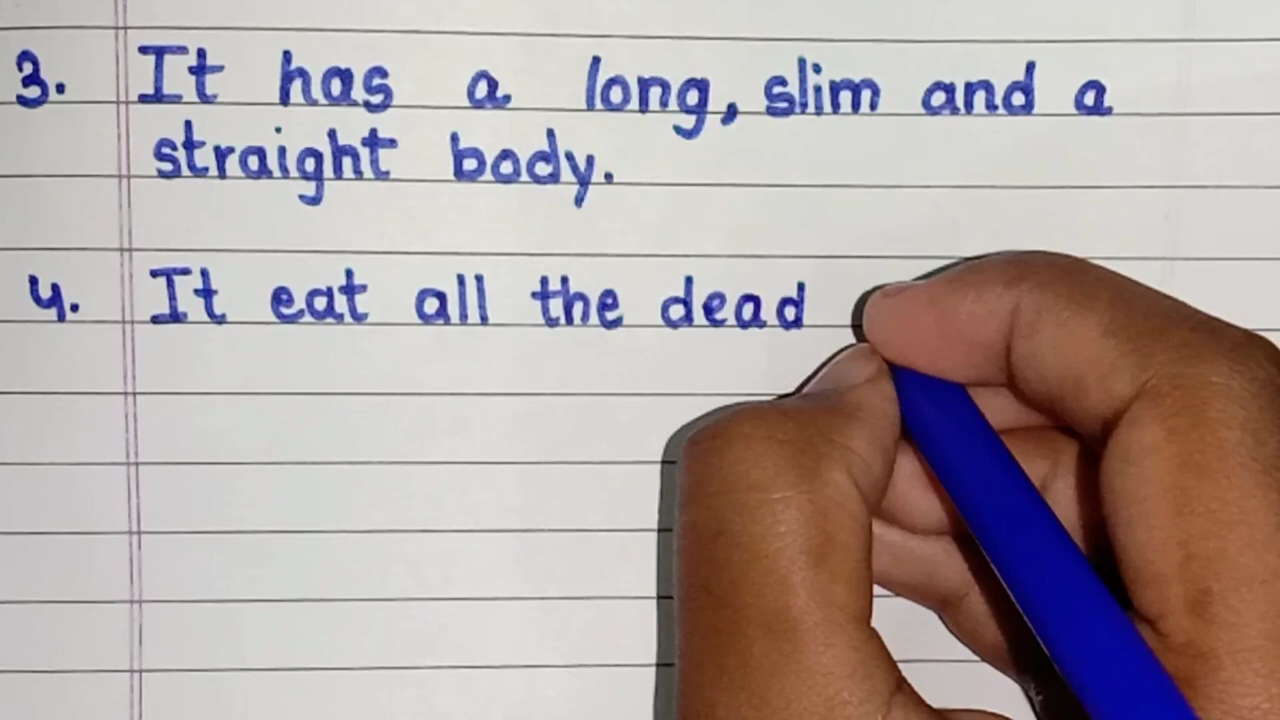 3. It has a long, slim and a
straight body.
4. It eat all the dead